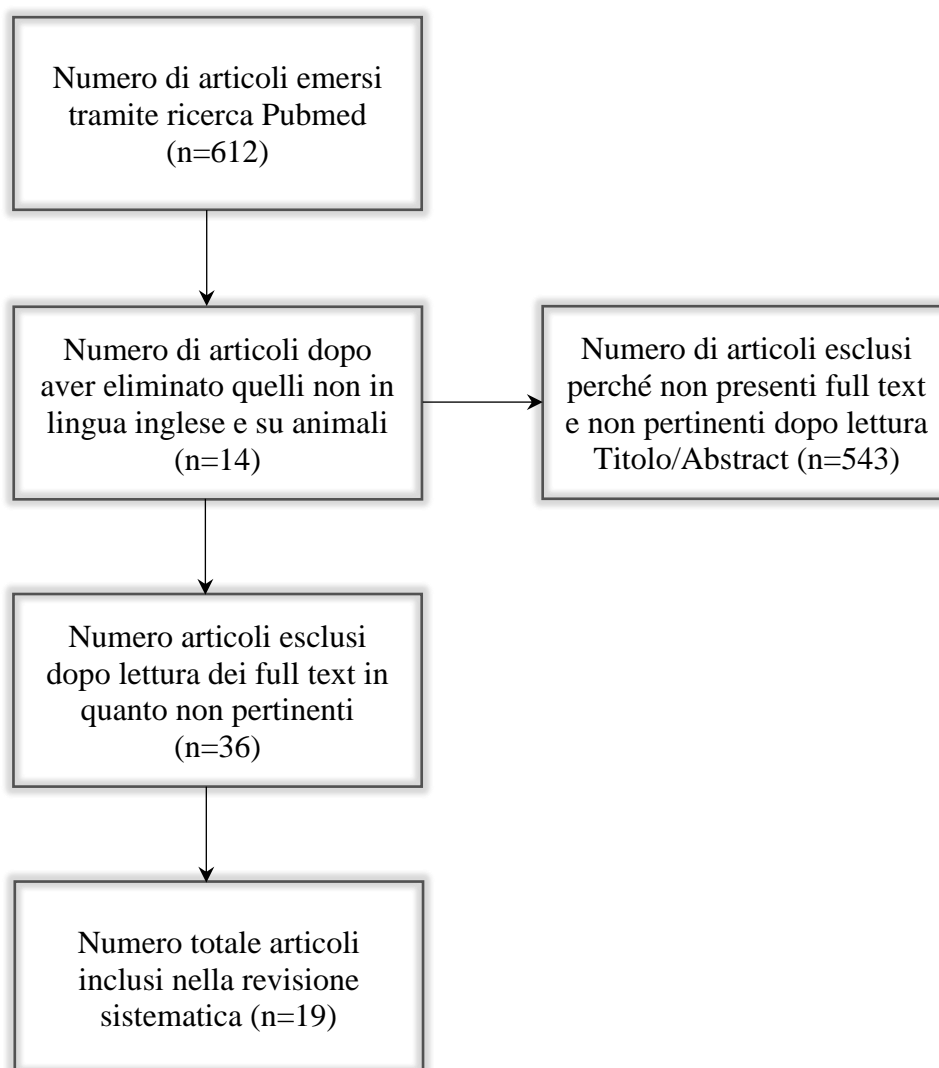 Numero di articoli emersi
tramite ricerca Pubmed
(n=612)
Numero di articoli dopo
aver eliminato quelli non in
lingua inglese e su animali
(n=14)
Numero di articoli esclusi
perché non presenti full text
e non pertinenti dopo lettura
Titolo/Abstract (n=543)
Numero articoli esclusi
dopo lettura dei full text in
quanto non pertinenti
(n=36)
Numero totale articoli
inclusi nella revisione
sistematica (n=19)